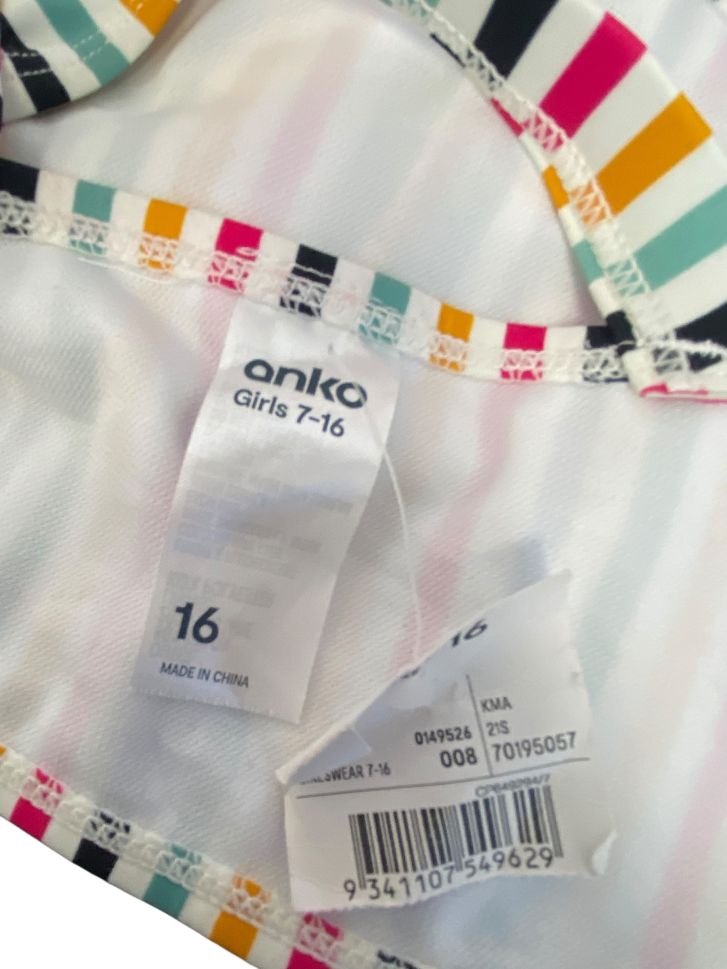 anko
Girls 7-16
16
MADE IN CHINA
16
KMA
0149526 21S
008 70195057
SWEAR 7-16
9 341107 549629